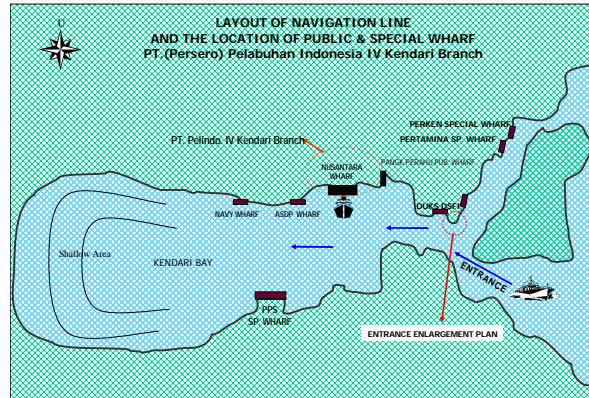 LAYOUT OF NAVIGATION LINE
AND THE LOCATION OF PUBLIC & SPECIAL WHARF
PT.(Persero) Pelabuhan Indonesia IV Kendari Branch
U
PERKEN SPECIAL WHARF
PERTAMINA SP. WHARF
PT. Pelindo. IV Kendari Branch
NUSANTARA
WHARF
PANGK.PERAHU PUB. WHARF
NAVY WHARF
ASDP WHARF
DUKS DSFI
Shallow Area
KENDARI BAY
ENTRANCE
PPS
SP. WHARF
ENTRANCE ENLARGEMENT PLAN